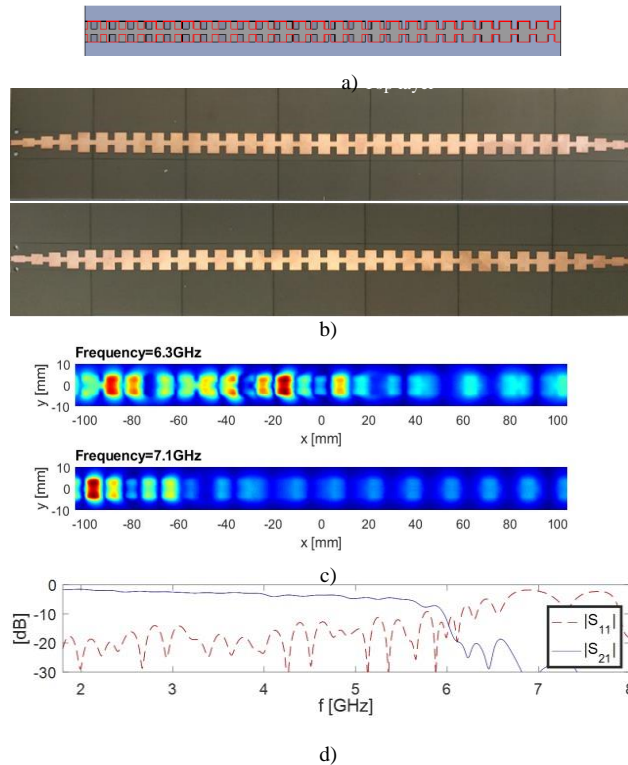 a)
b)
Frequency=6.3GHz
y [mm]
10
0
-10
-100 -80 -60 -40 -20 0 20 40 60 80 100
x [mm]
Frequency=7.1GHz
y [mm]
10
0
-10
-100 -80 -60 -40 -20 0 20 40 60 80 100
x [mm]
c)
[dB]
0
-10
-20
-30
|S11|
|S21|
2 3 4 5 6 7 8
f [GHz]
d)